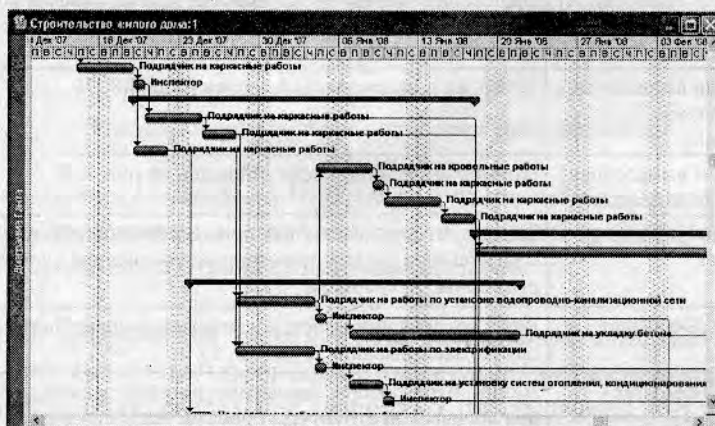 Строительство жилого дома:1
Дек '07 16 Дек '07 23 Дек '07 30 Дек '07 06 Янв '08 13 Янв '08 20 Янв '08 27 Янв '08 03 Фев '08
Подрядчик на каркасные работы
Инспектор
Подрядчик на каркасные работы
Подрядчик на каркасные работы
Подрядчик на каркасные работы
Подрядчик на кровельные работы
Подрядчик на каркасные работы
Подрядчик на каркасные работы
Подрядчик на каркасные работы
Диаграмма Ганта
Подрядчик на работы по установке водопроводно-канализационной сети
Инспектор
Подрядчик на укладку бетона
Подрядчик на работы по электрификации
Инспектор
Подрядчик на установку систем отопления, кондиционирования
Инспектор